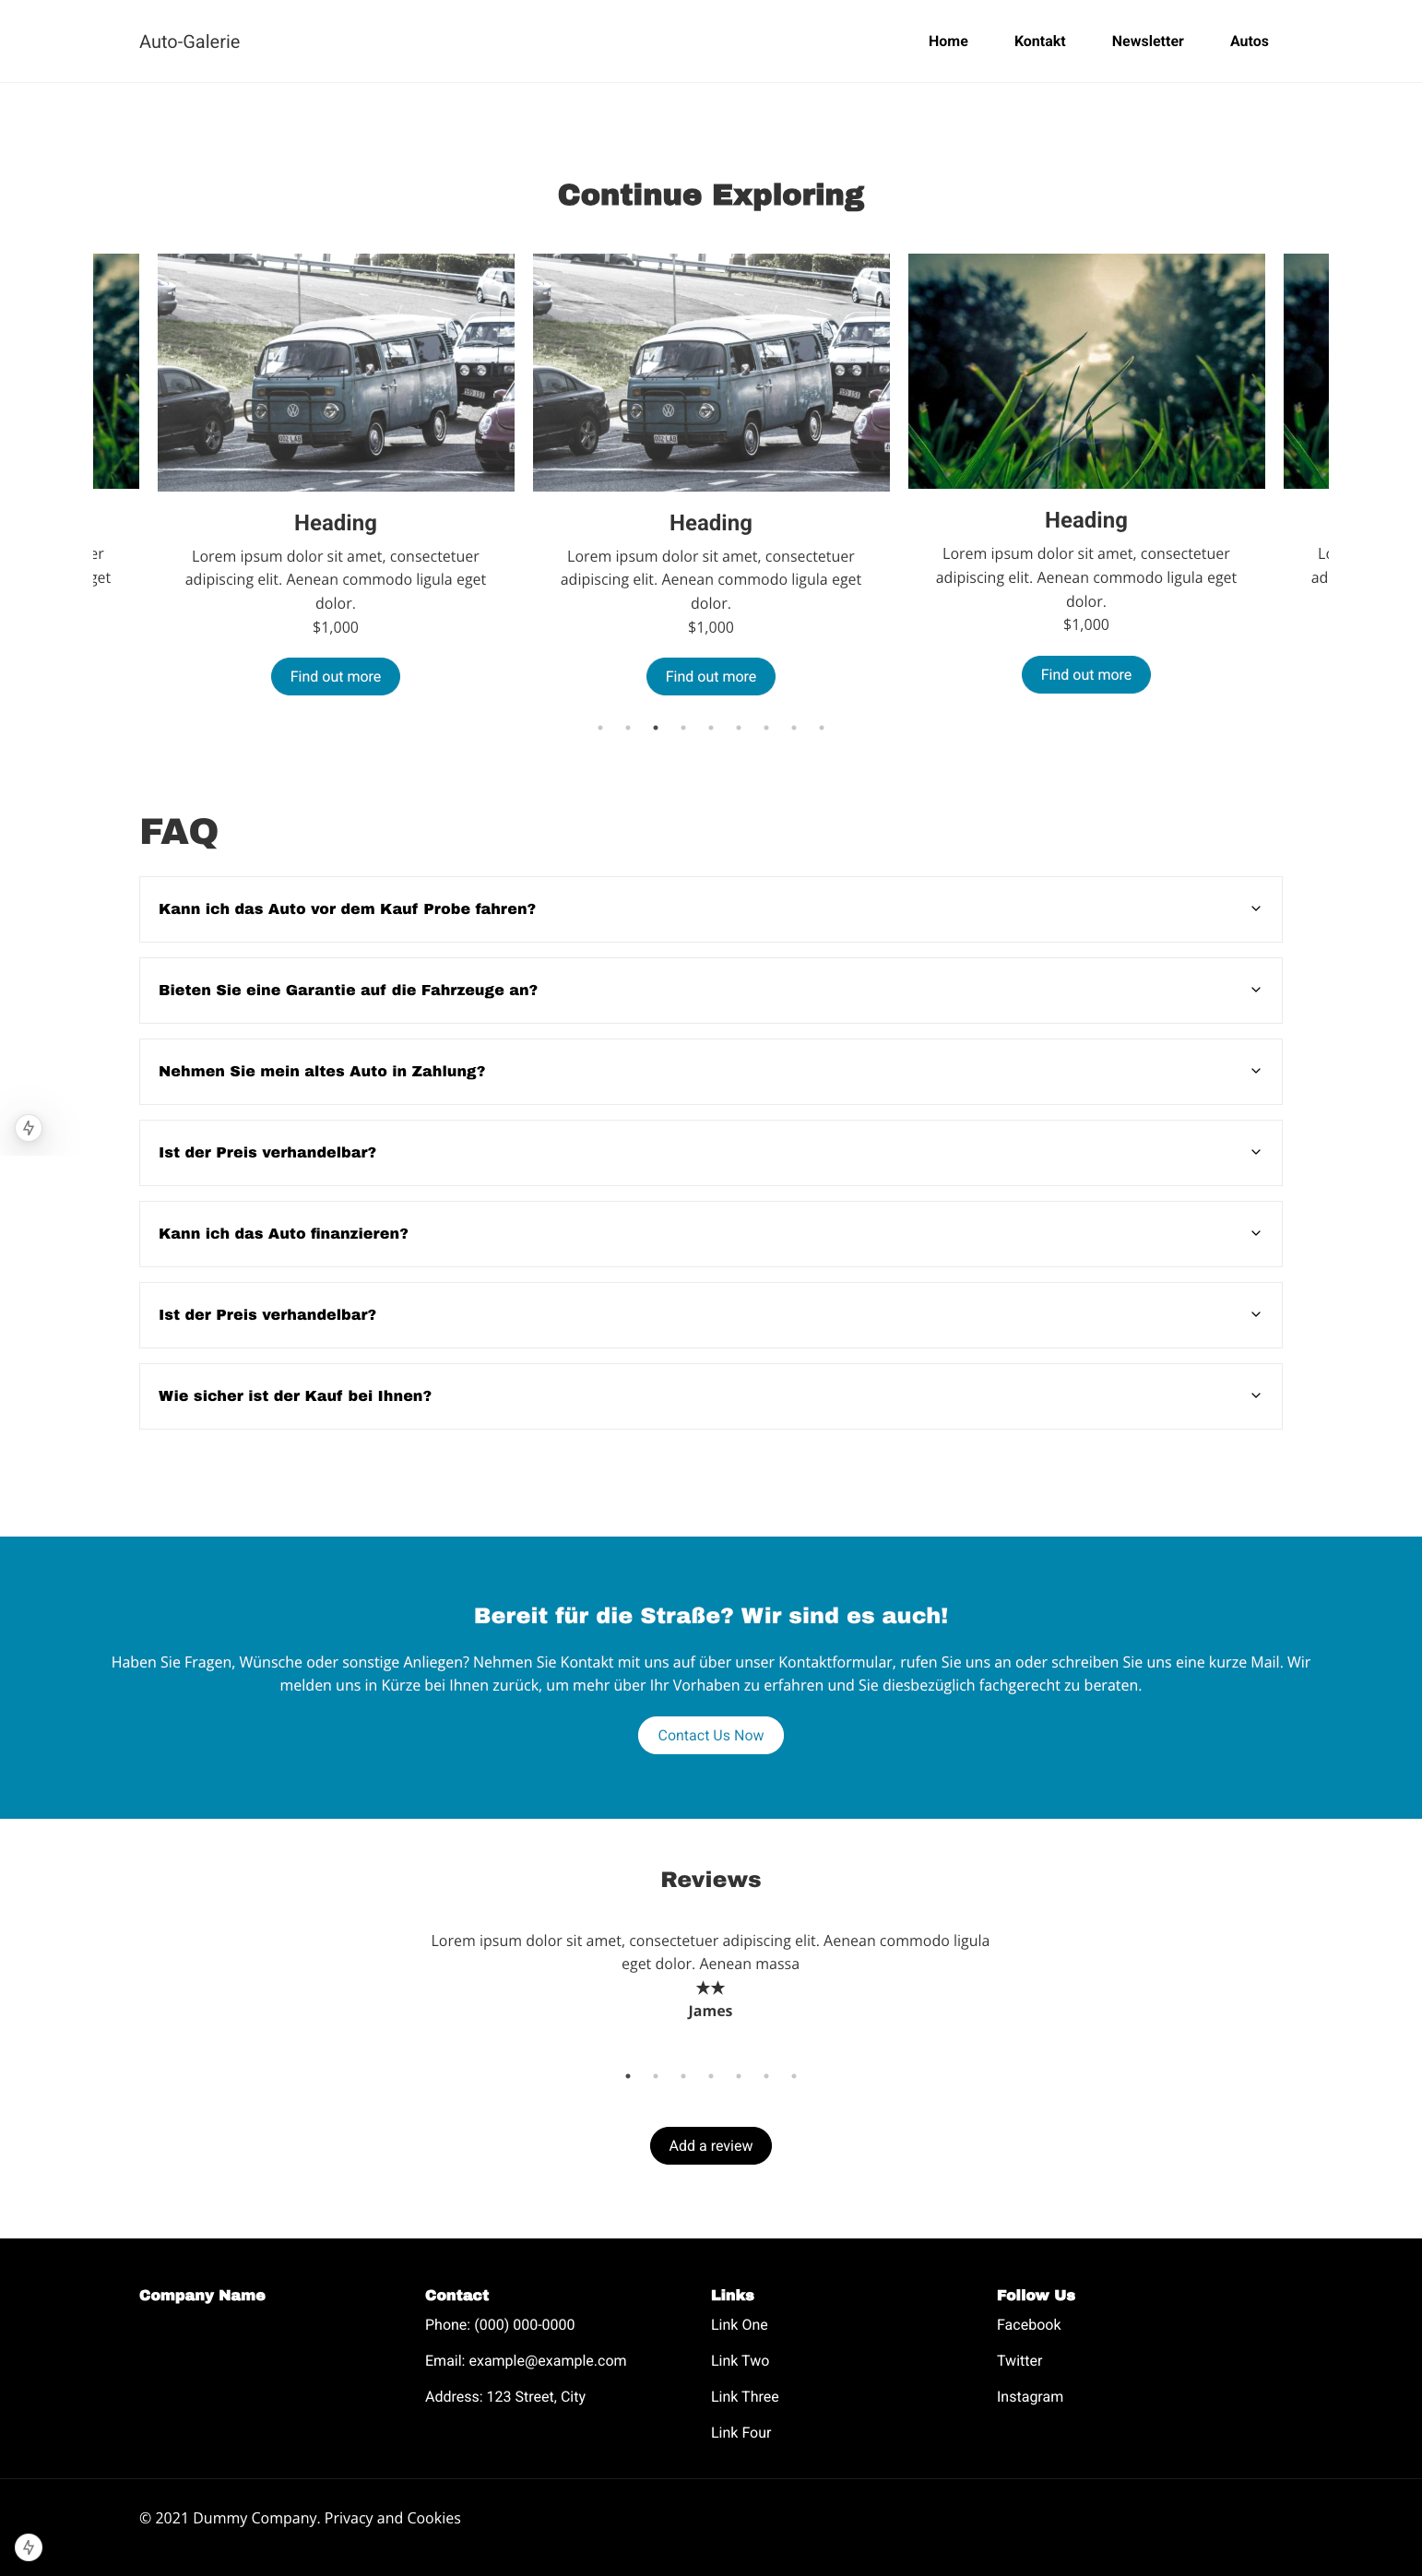 Auto-Galerie
Home Kontakt Newsletter Autos
Continue Exploring
Heading
Lorem ipsum dolor sit amet, consectetuer
adipiscing elit. Aenean commodo ligula eget
dolor.
$1,000
Find out more
Heading
Lorem ipsum dolor sit amet, consectetuer
adipiscing elit. Aenean commodo ligula eget
dolor.
$1,000
Find out more
Heading
Lorem ipsum dolor sit amet, consectetuer
adipiscing elit. Aenean commodo ligula eget
dolor.
$1,000
Find out more
FAQ
Kann ich das Auto vor dem Kauf Probe fahren?
Bieten Sie eine Garantie auf die Fahrzeuge an?
Nehmen Sie mein altes Auto in Zahlung?
Ist der Preis verhandelbar?
Kann ich das Auto finanzieren?
Ist der Preis verhandelbar?
Wie sicher ist der Kauf bei Ihnen?
Bereit für die Straße? Wir sind es auch!
Haben Sie Fragen, Wünsche oder sonstige Anliegen? Nehmen Sie Kontakt mit uns auf über unser Kontaktformular, rufen Sie uns an oder schreiben Sie uns eine kurze Mail. Wir
melden uns in Kürze bei Ihnen zurück, um mehr über Ihr Vorhaben zu erfahren und Sie diesbezüglich fachgerecht zu beraten.
Contact Us Now
Reviews
Lorem ipsum dolor sit amet, consectetuer adipiscing elit. Aenean commodo ligula
eget dolor. Aenean massa
★★
James
Add a review
Company Name
Contact
Phone: (000) 000-0000
Email: example@example.com
Address: 123 Street, City
Links
Link One
Link Two
Link Three
Link Four
Follow Us
Facebook
Twitter
Instagram
© 2021 Dummy Company. Privacy and Cookies